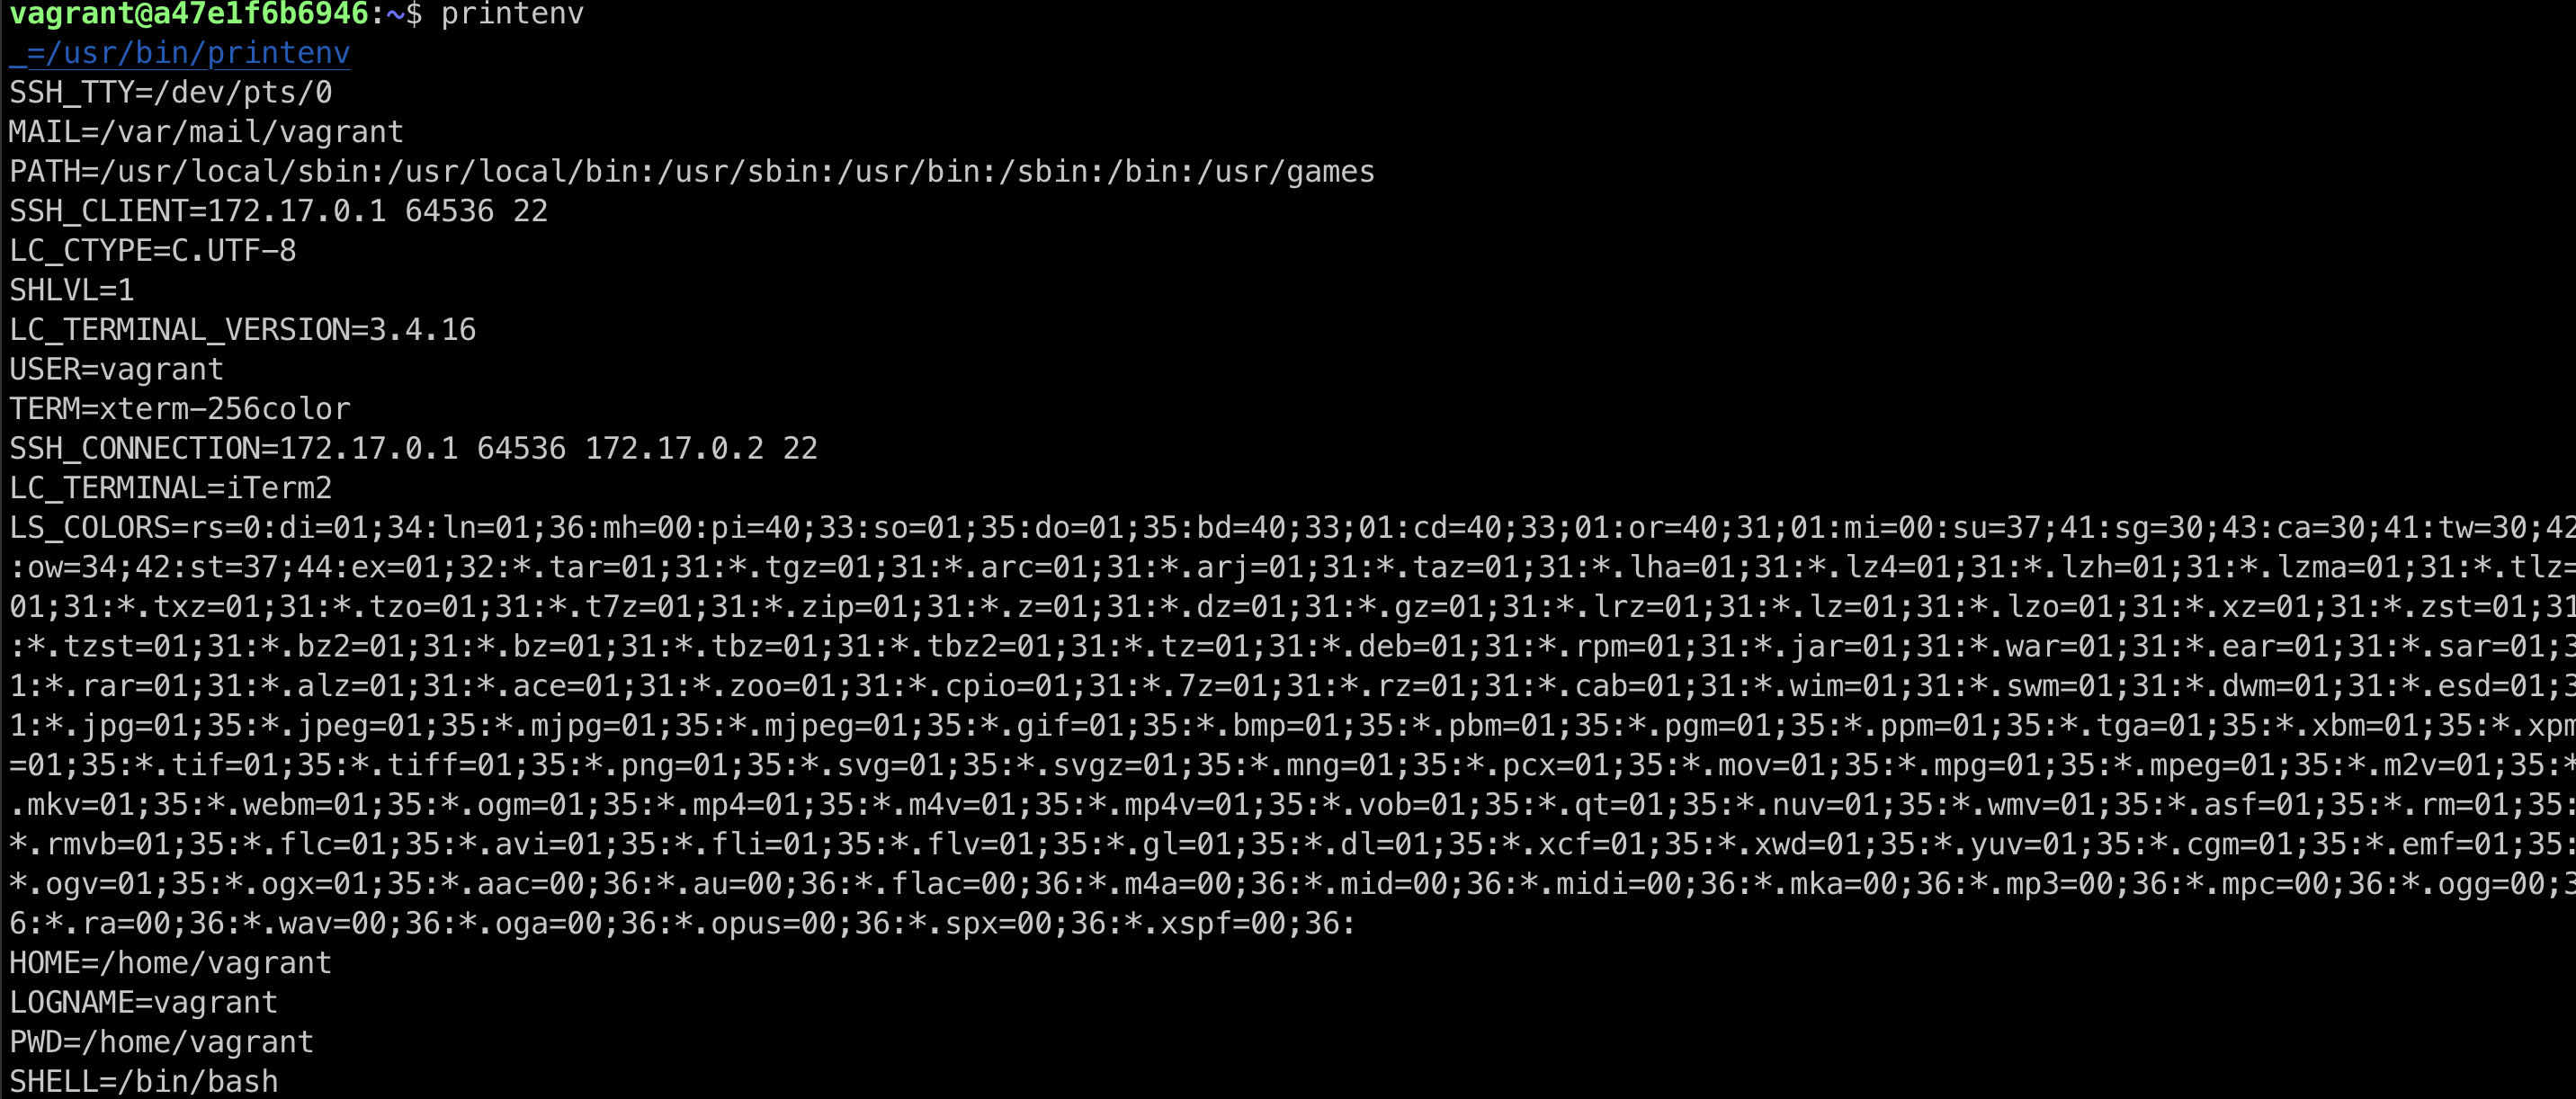 vagrant@a47e1f6b6946:~$ printenv
_=/usr/bin/printenv
SSH_TTY=/dev/pts/0
MAIL=/var/mail/vagrant
PATH=/usr/local/sbin:/usr/local/bin:/usr/sbin:/usr/bin:/sbin:/bin:/usr/games
SSH_CLIENT=172.17.0.1 64536 22
LC_CTYPE=C.UTF-8
SHLVL=1
LC_TERMINAL_VERSION=3.4.16
USER=vagrant
TERM=xterm-256color
SSH_CONNECTION=172.17.0.1 64536 172.17.0.2 22
LC_TERMINAL=iTerm2
LS_COLORS=rs=0:di=01;34:ln=01;36:mh=00:pi=40;33:so=01;35:do=01;35:bd=40;33;01:cd=40;33;01:or=40;31;01:mi=00:su=37;41:sg=30;43:ca=30;41:tw=30;42
:ow=34;42:st=37;44:ex=01;32:*.tar=01;31:*.tgz=01;31:*.arc=01;31:*.arj=01;31:*.taz=01;31:*.lha=01;31:*.lz4=01;31:*.lzh=01;31:*.lzma=01;31:*.tlz=
01;31:*.txz=01;31:*.tzo=01;31:*.t7z=01;31:*.zip=01;31:*.z=01;31:*.dz=01;31:*.gz=01;31:*.lrz=01;31:*.lz=01;31:*.lzo=01;31:*.xz=01;31:*.zst=01;31
:*.tzst=01;31:*.bz2=01;31:*.bz=01;31:*.tbz=01;31:*.tbz2=01;31:*.tz=01;31:*.deb=01;31:*.rpm=01;31:*.jar=01;31:*.war=01;31:*.ear=01;31:*.sar=01;3
1:*.rar=01;31:*.alz=01;31:*.ace=01;31:*.zoo=01;31:*.cpio=01;31:*.7z=01;31:*.rz=01;31:*.cab=01;31:*.wim=01;31:*.swm=01;31:*.dwm=01;31:*.esd=01;3
1:*.jpg=01;35:*.jpeg=01;35:*.mjpg=01;35:*.mjpeg=01;35:*.gif=01;35:*.bmp=01;35:*.pbm=01;35:*.pgm=01;35:*.ppm=01;35:*.tga=01;35:*.xbm=01;35:*.xpm
=01;35:*.tif=01;35:*.tiff=01;35:*.png=01;35:*.svg=01;35:*.svgz=01;35:*.mng=01;35:*.pcx=01;35:*.mov=01;35:*.mpg=01;35:*.mpeg=01;35:*.m2v=01;35:*
.mkv=01;35:*.webm=01;35:*.ogm=01;35:*.mp4=01;35:*.m4v=01;35:*.mp4v=01;35:*.vob=01;35:*.qt=01;35:*.nuv=01;35:*.wmv=01;35:*.asf=01;35:*.rm=01;35:
*.rmvb=01;35:*.flc=01;35:*.avi=01;35:*.fli=01;35:*.flv=01;35:*.gl=01;35:*.dl=01;35:*.xcf=01;35:*.xwd=01;35:*.yuv=01;35:*.cgm=01;35:*.emf=01;35:
*.ogv=01;35:*.ogx=01;35:*.aac=00;36:*.au=00;36:*.flac=00;36:*.m4a=00;36:*.mid=00;36:*.midi=00;36:*.mka=00;36:*.mp3=00;36:*.mpc=00;36:*.ogg=00;3
6:*.ra=00;36:*.wav=00;36:*.oga=00;36:*.opus=00;36:*.spx=00;36:*.xspf=00;36:
HOME=/home/vagrant
LOGNAME=vagrant
PWD=/home/vagrant
SHELL=/bin/bash